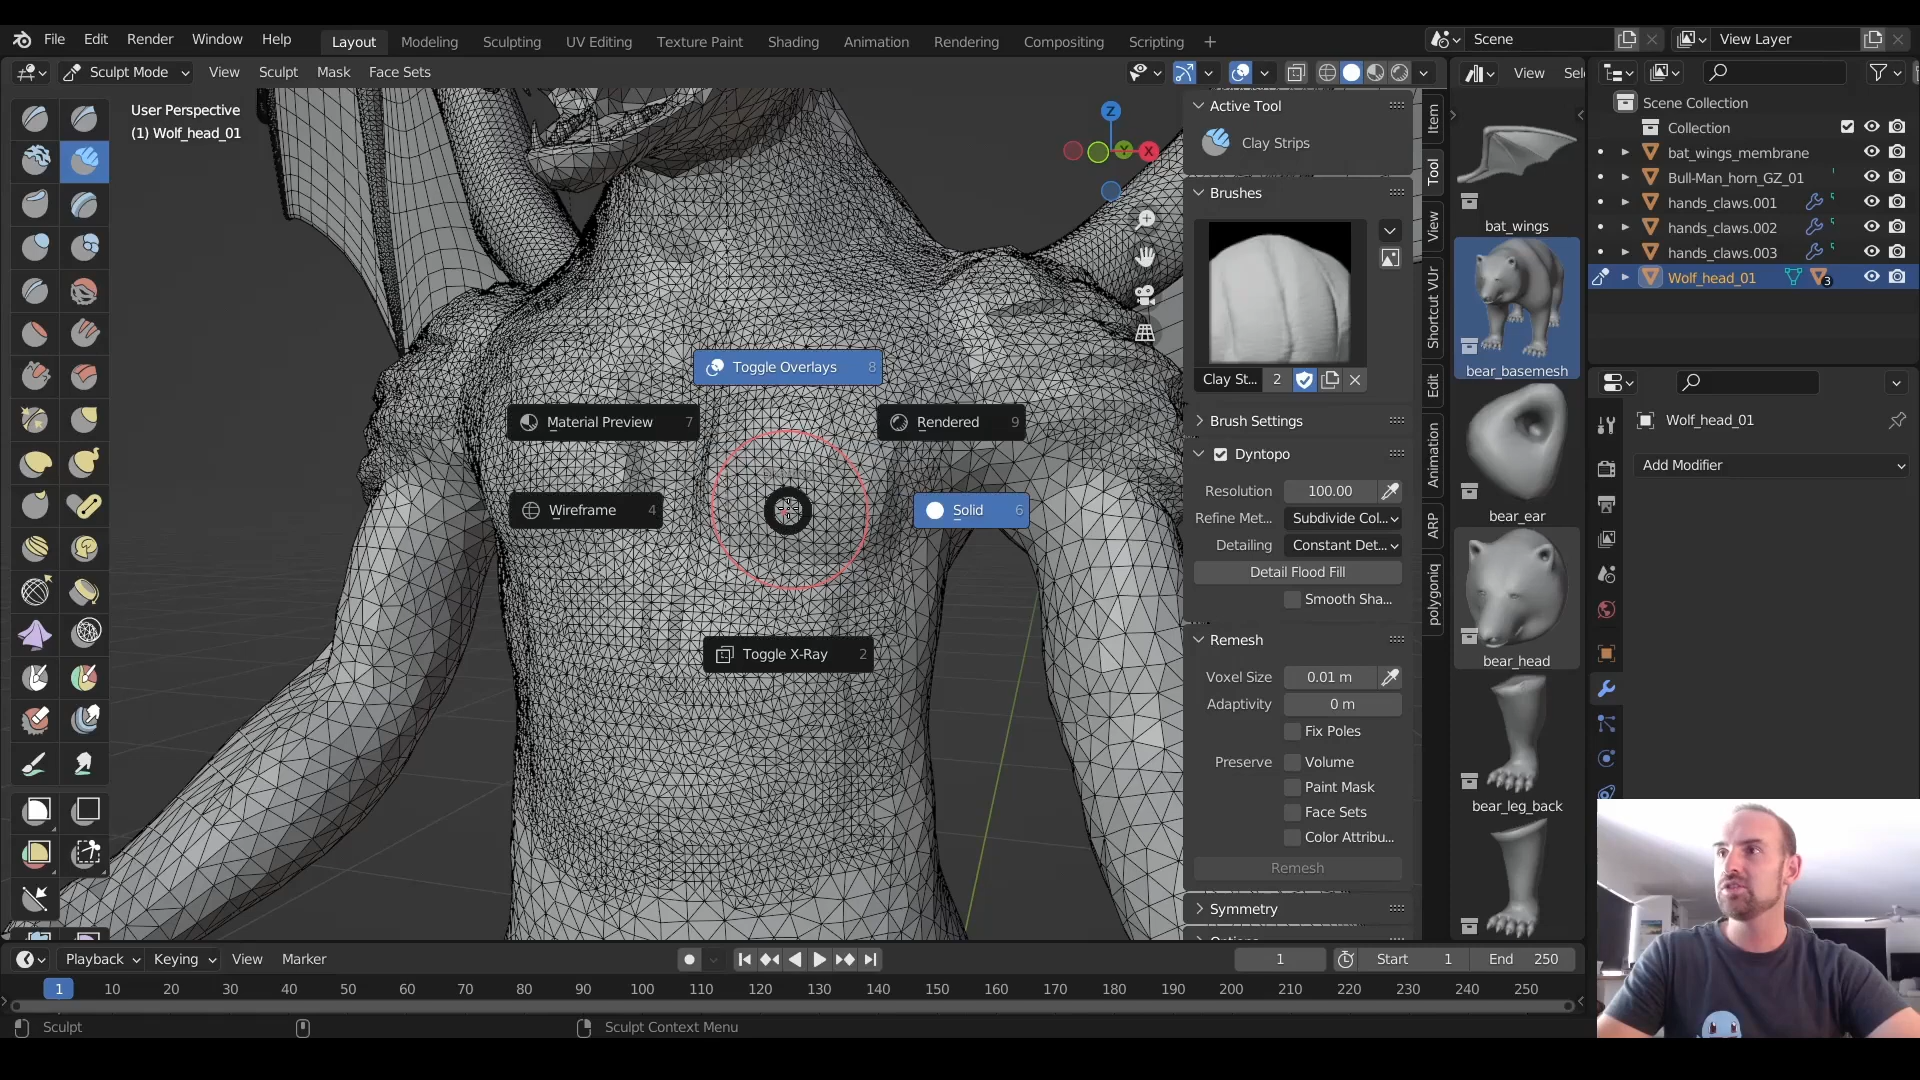 File Edit Render Window Help Layout Modeling Sculpting UV Editing Texture Paint Shading Animation Rendering Compositing Scripting + Scene View Layer
Sculpt Mode View Sculpt Mask Face Sets View Sel
User Perspective
(1) Wolf_head_01
Z
X
Toggle Overlays 8
Material Preview 7
Rendered 9
Wireframe 4
Solid 6
Toggle X-Ray 2
Active Tool
Clay Strips
Brushes
Clay St... 2
Brush Settings
Dyntopo
Resolution 100.00
Refine Met... Subdivide Col...
Detailing Constant Det...
Detail Flood Fill
Smooth Sha...
Remesh
Voxel Size 0.01 m
Adaptivity 0 m
Fix Poles
Preserve Volume
Paint Mask
Face Sets
Color Attribu...
Remesh
Symmetry
Item
Tool
View
Shortcut VUr
Edit
Animation
ARP
polygoniq
bat_wings
bear_basemesh
bear_ear
bear_head
bear_leg_back
Scene Collection
Collection
bat_wings_membrane
Bull-Man_horn_GZ_01
hands_claws.001
hands_claws.002
hands_claws.003
Wolf_head_01 3
Wolf_head_01
Add Modifier
Playback Keying View Marker 1 Start 1 End 250
1 10 20 30 40 50 60 70 80 90 100 110 120 130 140 150 160 170 180 190 200 210 220 230 240 250
Sculpt Sculpt Context Menu